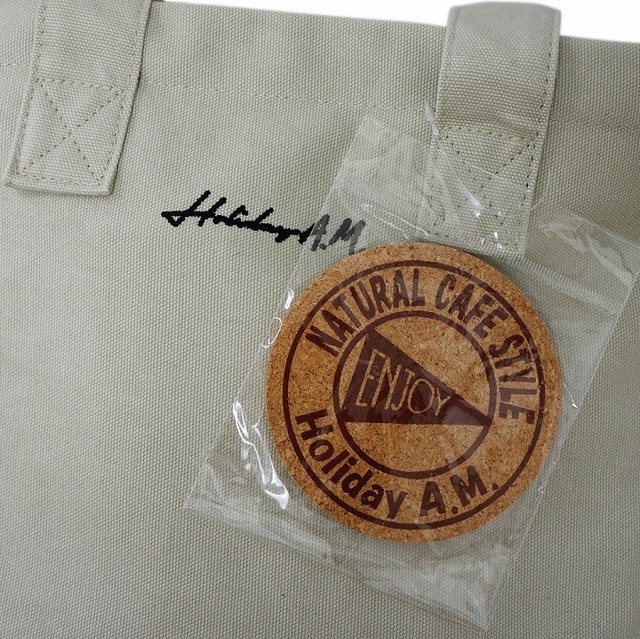 Holiday A.M
NATURAL CAFE STYLE
ENJOY
Holiday A.M.